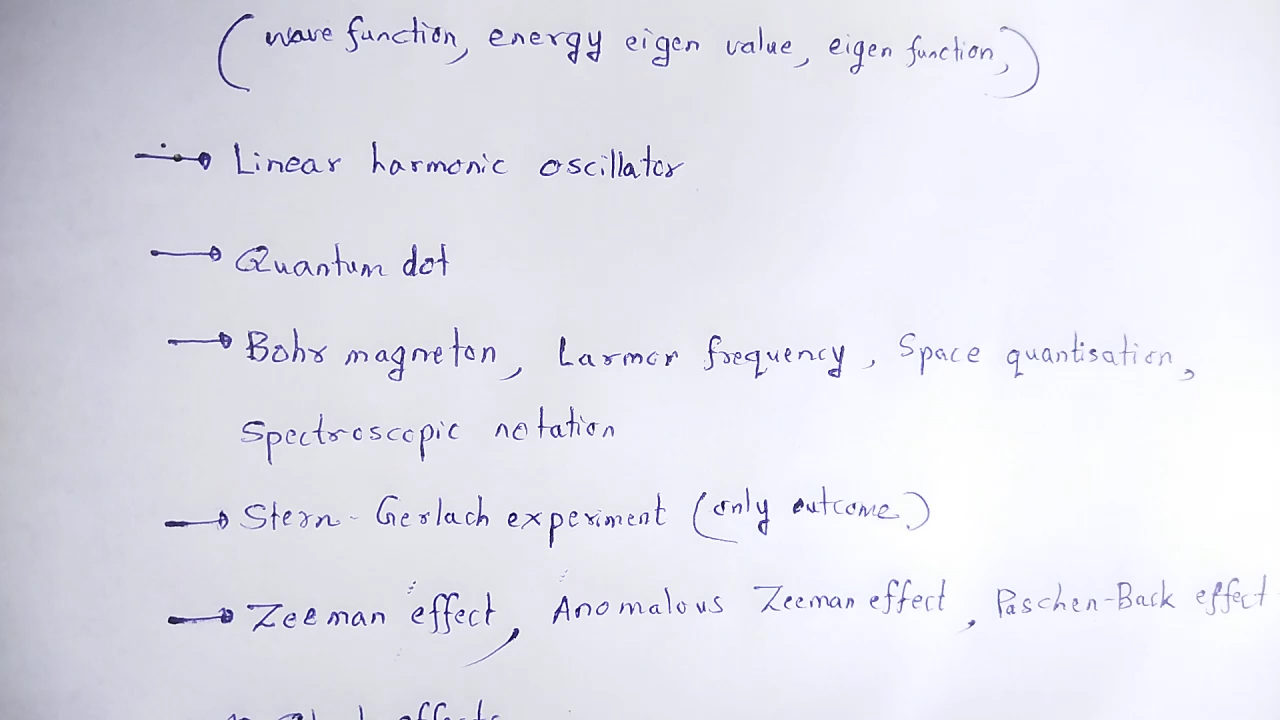 (wave function, energy eigen value, eigen function,)
Linear harmonic oscillator
Quantum dot
Bohr magneton, Larmor frequency, Space quantisation,
Spectroscopic notation
Stern-Gerlach experiment (only outcome)
Zeeman effect, Anomalous Zeeman effect, Paschen-Back effect
effects